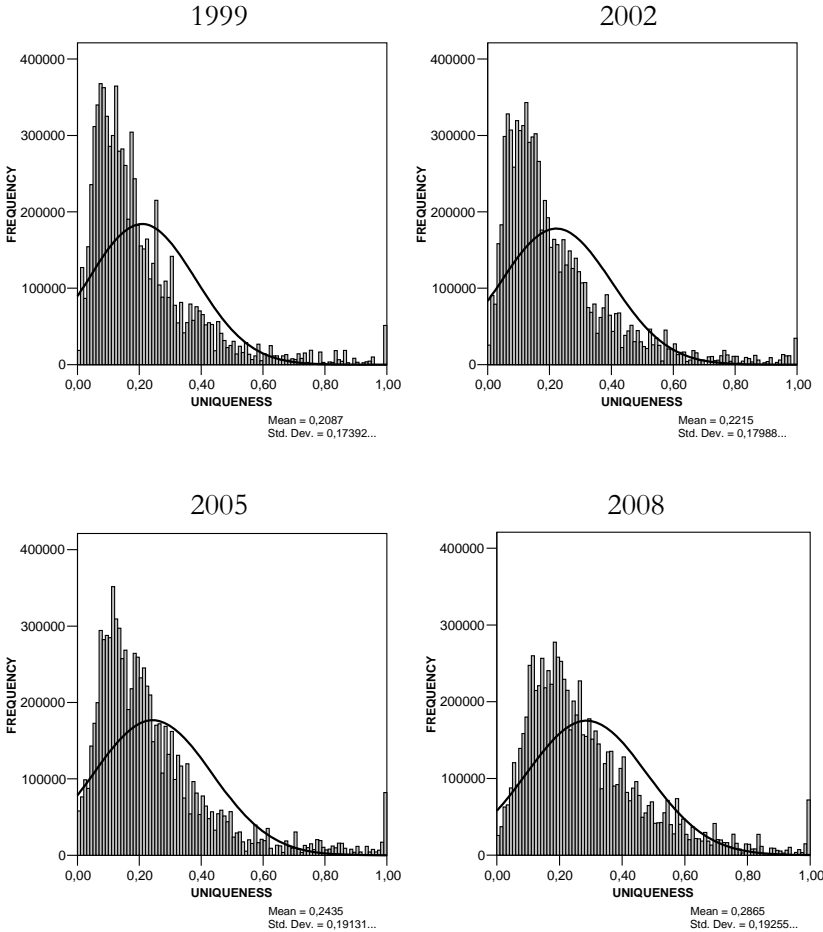 1999
400000
300000
200000
100000
0
FREQUENCY
0,00 0,20 0,40 0,60 0,80 1,00
UNIQUENESS
Mean = 0,2087
Std. Dev. = 0,17392...
2002
400000
300000
200000
100000
0
FREQUENCY
0,00 0,20 0,40 0,60 0,80 1,00
UNIQUENESS
Mean = 0,2215
Std. Dev. = 0,17988...
2005
400000
300000
200000
100000
0
FREQUENCY
0,00 0,20 0,40 0,60 0,80 1,00
UNIQUENESS
Mean = 0,2435
Std. Dev. = 0,19131...
2008
400000
300000
200000
100000
0
FREQUENCY
0,00 0,20 0,40 0,60 0,80 1,00
UNIQUENESS
Mean = 0,2865
Std. Dev. = 0,19255...